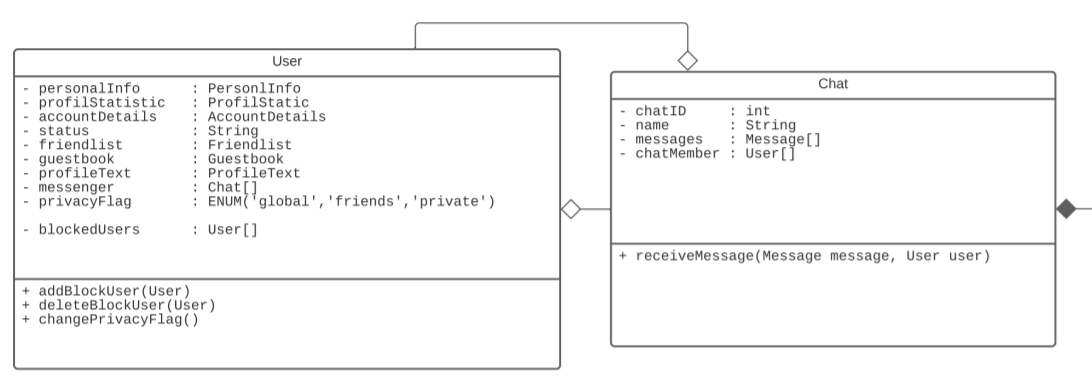 User
- personalInfo : PersonlInfo
- profilStatistic : ProfilStatic
- accountDetails : AccountDetails
- status : String
- friendlist : Friendlist
- guestbook : Guestbook
- profileText : ProfileText
- messenger : Chat[]
- privacyFlag : ENUM('global','friends','private')
- blockedUsers : User[]
+ addBlockUser(User)
+ deleteBlockUser(User)
+ changePrivacyFlag()
Chat
- chatID : int
- name : String
- messages : Message[]
- chatMember : User[]
+ receiveMessage(Message message, User user)